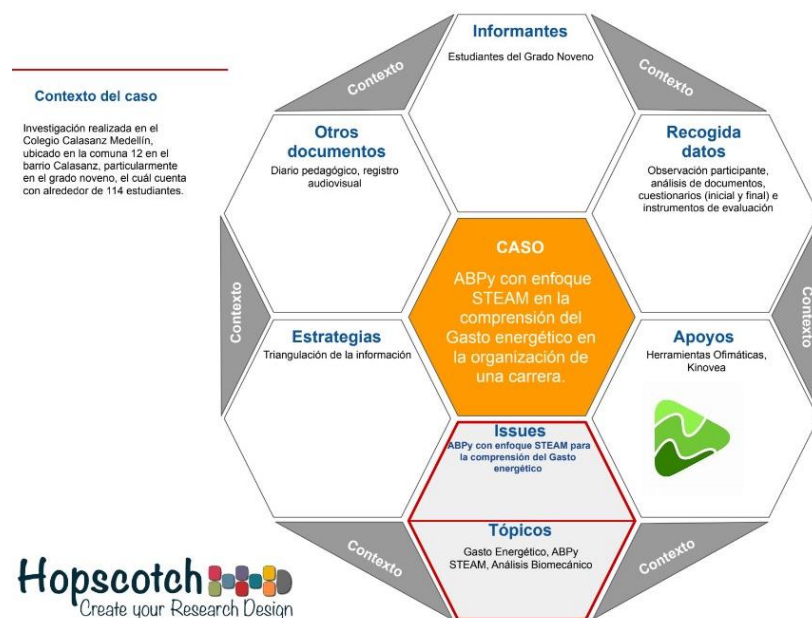 Informantes
Estudiantes del Grado Noveno
Contexto
Contexto
Contexto del caso
Investigación realizada en el
Colegio Calasanz Medellín,
ubicado en la comuna 12 en el
barrio Calasanz, particularmente
en el grado noveno, el cuál cuenta
con alrededor de 114 estudiantes.
Otros
documentos
Diario pedagógico, registro
audiovisual
Recogida
datos
Observación participante,
análisis de documentos,
cuestionarios (inicial y final) e
instrumentos de evaluación
CASO
ABPy con enfoque
STEAM en la
comprensión del
Gasto energético en
la organización de
una carrera.
Contexto
Contexto
Estrategias
Triangulación de la información
Apoyos
Herramientas Ofimáticas,
Kinovea
Issues
ABPy con enfoque STEAM para
la comprensión del Gasto
energético
Tópicos
Gasto Energético, ABPy
STEAM, Análisis Biomecánico
Contexto
Contexto
Hopscotch
Create your Research Design